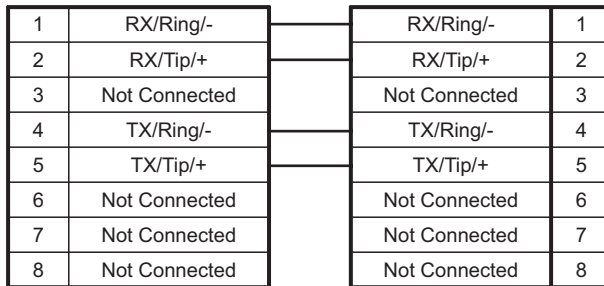 1 RX/Ring/- RX/Ring/- 1
2 RX/Tip/+ RX/Tip/+ 2
3 Not Connected Not Connected 3
4 TX/Ring/- TX/Ring/- 4
5 TX/Tip/+ TX/Tip/+ 5
6 Not Connected Not Connected 6
7 Not Connected Not Connected 7
8 Not Connected Not Connected 8